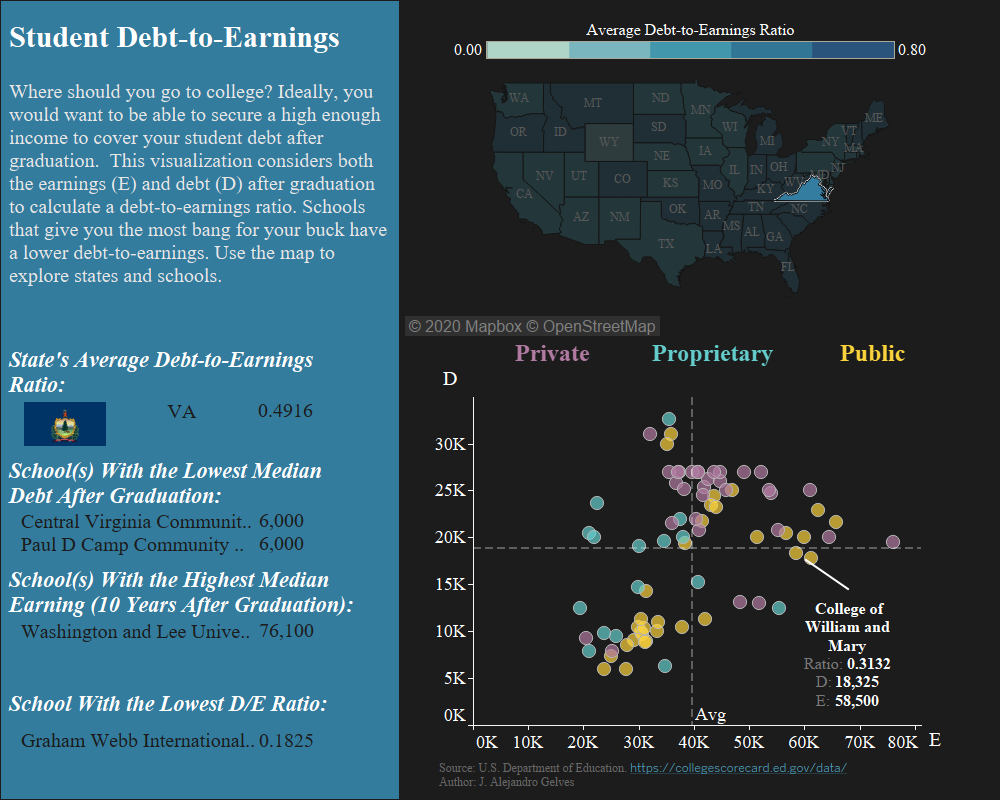 Student Debt-to-Earnings
Where should you go to college? Ideally, you
would want to be able to secure a high enough
income to cover your student debt after
graduation.  This visualization considers both
the earnings (E) and debt (D) after graduation
to calculate a debt-to-earnings ratio. Schools
that give you the most bang for your buck have
a lower debt-to-earnings. Use the map to
explore states and schools.
State's Average Debt-to-Earnings
Ratio:
VA 0.4916
School(s) With the Lowest Median
Debt After Graduation:
Central Virginia Communit.. 6,000
Paul D Camp Community .. 6,000
School(s) With the Highest Median
Earning (10 Years After Graduation):
Washington and Lee Unive.. 76,100
School With the Lowest D/E Ratio:
Graham Webb International.. 0.1825
Average Debt-to-Earnings Ratio
0.00 0.80
WA MT ND MN ME
OR ID SD WI MI NY VT MA
WY NE IA IL IN OH NJ
NV UT CO KS MO KY WV MD
CA AZ NM OK AR TN NC
TX LA MS AL GA
FL
© 2020 Mapbox © OpenStreetMap
Private Proprietary Public
D
30K
25K
20K
15K
10K
5K
0K
College of
William and
Mary
Ratio: 0.3132
D: 18,325
E: 58,500
Avg
0K 10K 20K 30K 40K 50K 60K 70K 80K E
Source: U.S. Department of Education. https://collegescorecard.ed.gov/data/
Author: J. Alejandro Gelves